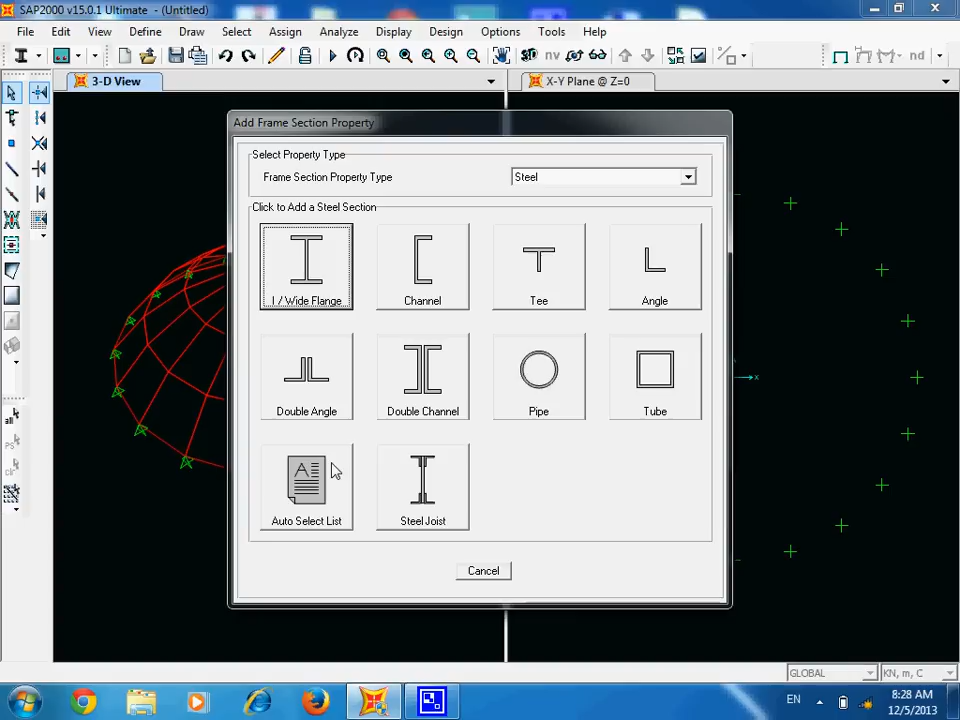 SAP2000 v15.0.1 Ultimate - (Untitled)
File Edit View Define Draw Select Assign Analyze Display Design Options Tools Help
3-D View
X-Y Plane @ Z=0
Add Frame Section Property
Select Property Type
Frame Section Property Type
Steel
Click to Add a Steel Section
I / Wide Flange
Channel
Tee
Angle
Double Angle
Double Channel
Pipe
Tube
Auto Select List
Steel Joist
Cancel
GLOBAL
KN, m, C
EN
8:28 AM
12/5/2013